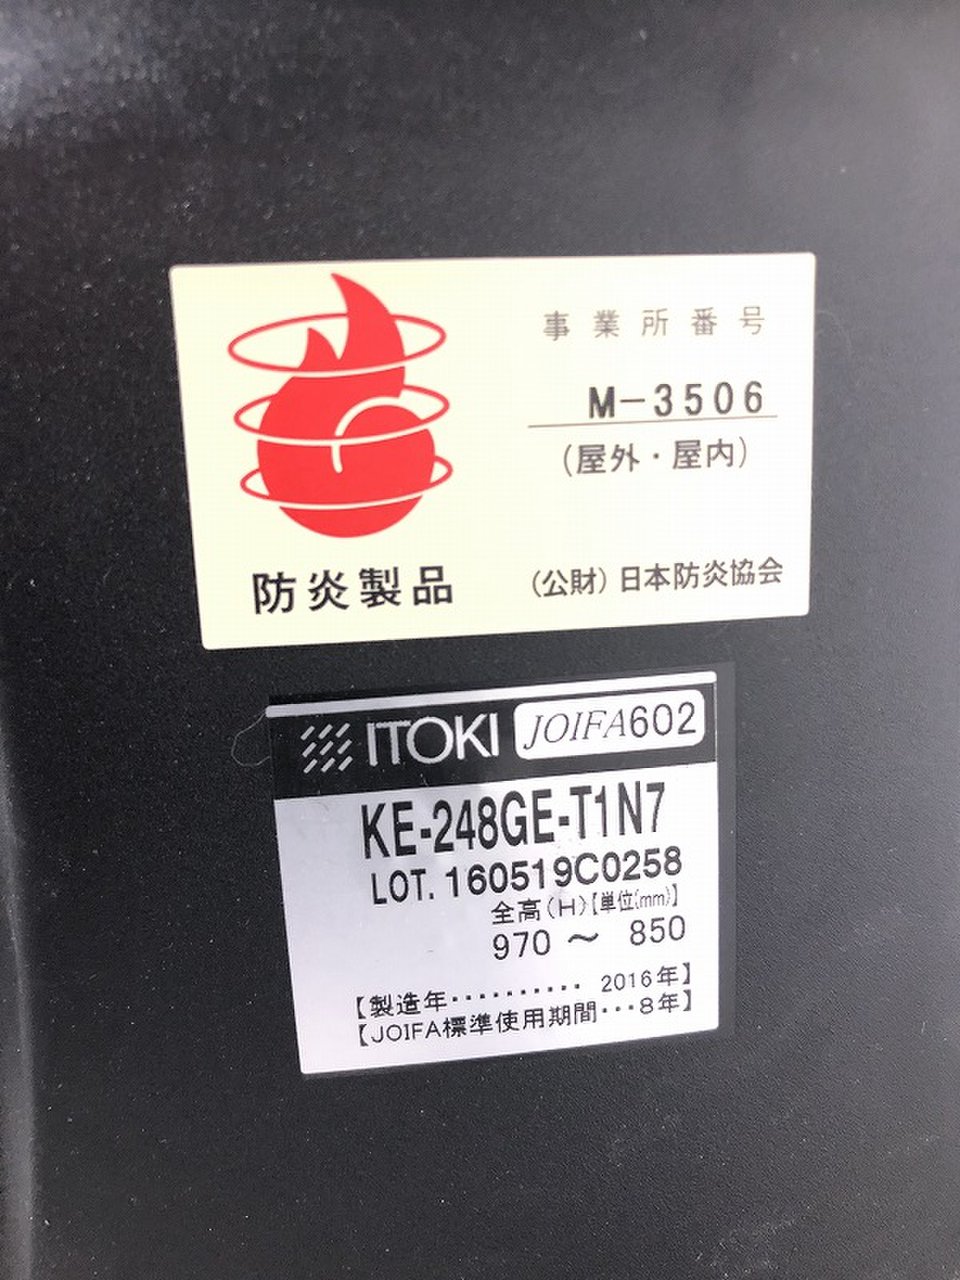 事業所番号
M-3506
(屋外・屋内)
防炎製品
(公財)日本防炎協会
ITOKI JOIFA602
KE-248GE-T1N7
LOT. 160519C0258
全高(H)【単位(mm)】
970 ～ 850
【製造年‥‥‥‥‥ 2016年】
【JOIFA標準使用期間…8年】